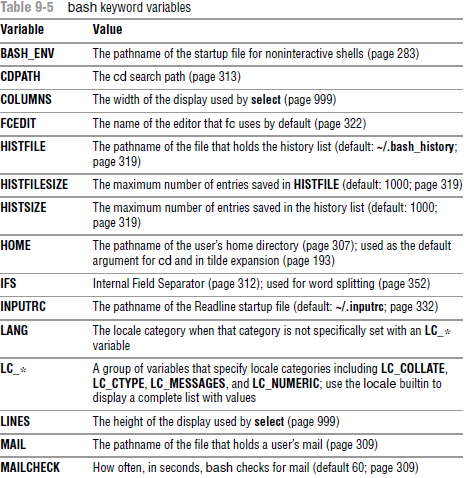 Table 9-5 bash keyword variables
Variable Value
BASH_ENV The pathname of the startup file for noninteractive shells (page 283)
CDPATH The cd search path (page 313)
COLUMNS The width of the display used by select (page 999)
FCEDIT The name of the editor that fc uses by default (page 322)
HISTFILE The pathname of the file that holds the history list (default: ~/.bash_history;
page 319)
HISTFILESIZE The maximum number of entries saved in HISTFILE (default: 1000; page 319)
HISTSIZE The maximum number of entries saved in the history list (default: 1000;
page 319)
HOME The pathname of the user's home directory (page 307); used as the default
argument for cd and in tilde expansion (page 193)
IFS Internal Field Separator (page 312); used for word splitting (page 352)
INPUTRC The pathname of the Readline startup file (default: ~/.inputrc; page 332)
LANG The locale category when that category is not specifically set with an LC_*
variable
LC_* A group of variables that specify locale categories including LC_COLLATE,
LC_CTYPE, LC_MESSAGES, and LC_NUMERIC; use the locale builtin to
display a complete list with values
LINES The height of the display used by select (page 999)
MAIL The pathname of the file that holds a user's mail (page 309)
MAILCHECK How often, in seconds, bash checks for mail (default 60; page 309)